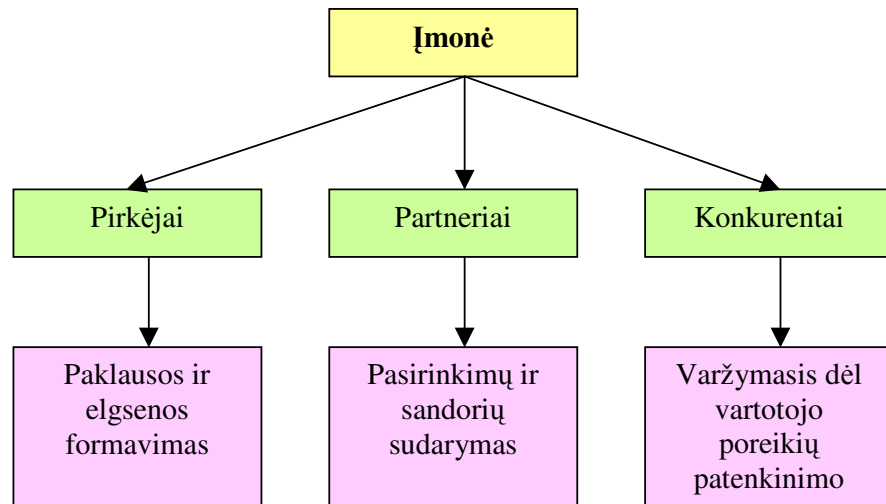 Įmonė
Pirkėjai
Partneriai
Konkurentai
Paklausos ir
elgsenos
formavimas
Pasirinkimų ir
sandorių
sudarymas
Varžymasis dėl
vartotojo
poreikių
patenkinimo